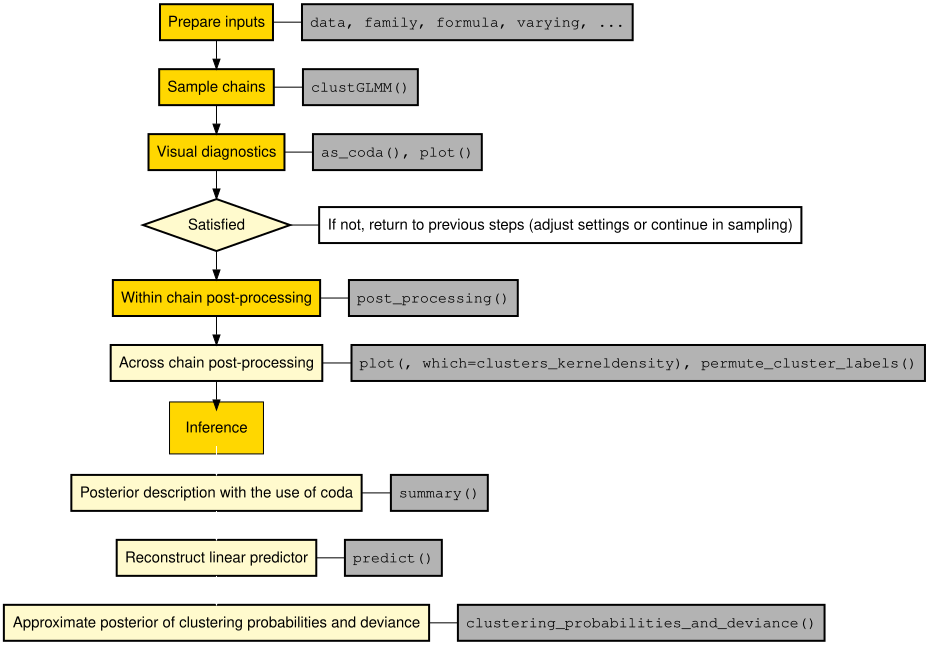 Prepare inputs
data, family, formula, varying, ...
Sample chains
clustGLMM()
Visual diagnostics
as_coda(), plot()
Satisfied
If not, return to previous steps (adjust settings or continue in sampling)
Within chain post-processing
post_processing()
Across chain post-processing
plot(, which=clusters_kerneldensity), permute_cluster_labels()
Inference
Posterior description with the use of coda
summary()
Reconstruct linear predictor
predict()
Approximate posterior of clustering probabilities and deviance
clustering_probabilities_and_deviance()